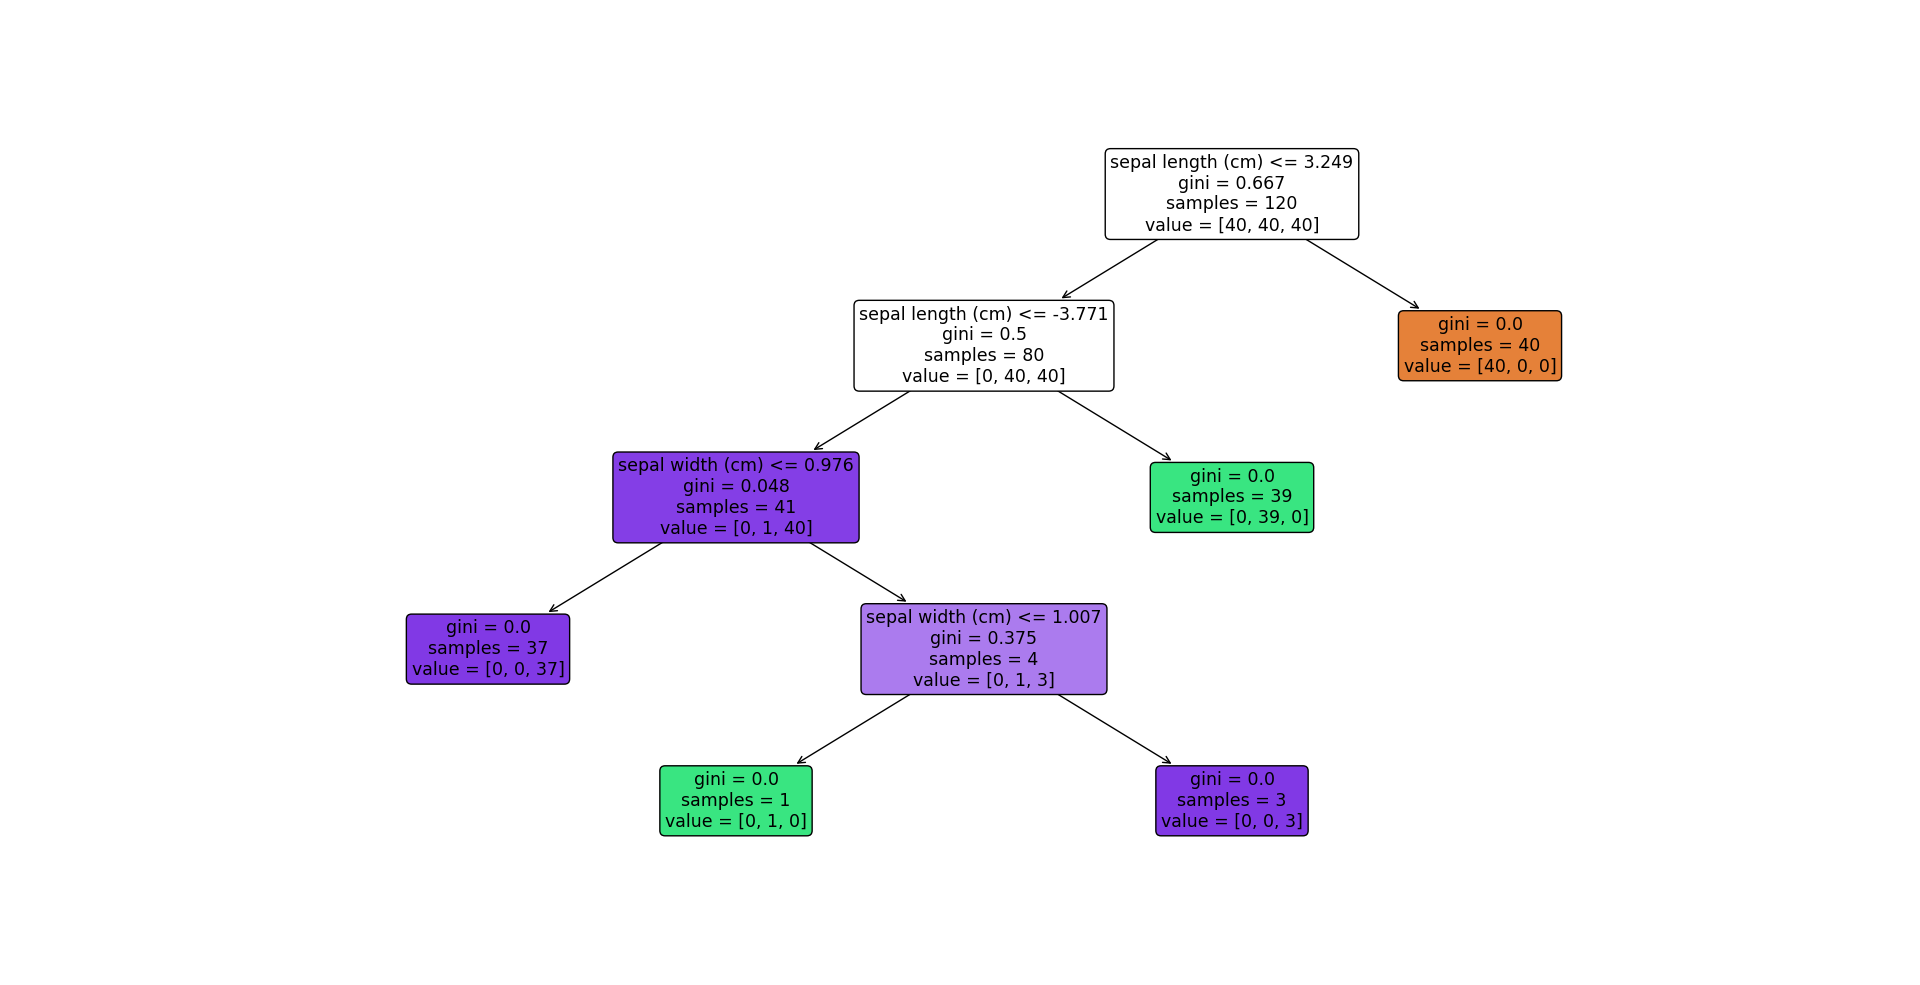 sepal length (cm) <= 3.249
gini = 0.667
samples = 120
value = [40, 40, 40]
sepal length (cm) <= -3.771
gini = 0.5
samples = 80
value = [0, 40, 40]
gini = 0.0
samples = 40
value = [40, 0, 0]
sepal width (cm) <= 0.976
gini = 0.048
samples = 41
value = [0, 1, 40]
gini = 0.0
samples = 39
value = [0, 39, 0]
gini = 0.0
samples = 37
value = [0, 0, 37]
sepal width (cm) <= 1.007
gini = 0.375
samples = 4
value = [0, 1, 3]
gini = 0.0
samples = 1
value = [0, 1, 0]
gini = 0.0
samples = 3
value = [0, 0, 3]